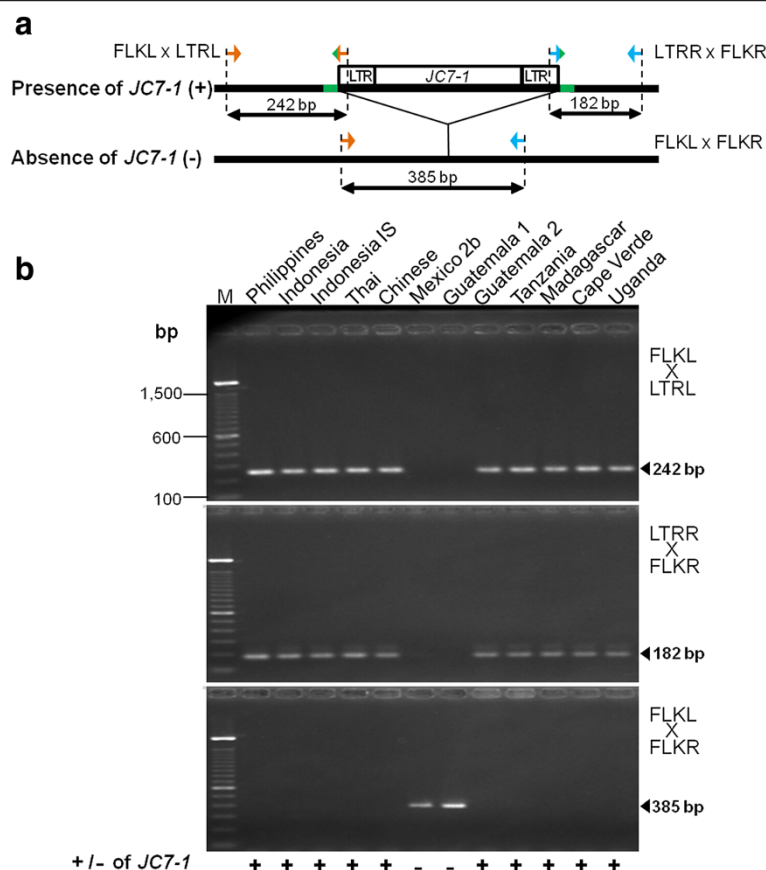 a
FLKL x LTRL
LTRR x FLKR
Presence of JC7-1 (+)
LTR JC7-1 LTR
242 bp
182 bp
Absence of JC7-1 (-)
FLKL x FLKR
385 bp
b
M Philippines Indonesia Indonesia IS Thai Chinese Mexico 2b Guatemala 1 Guatemala 2 Tanzania Madagascar Cape Verde Uganda
bp
1,500
600
100
FLKL
X
LTRL
242 bp
LTRR
X
FLKR
182 bp
FLKL
X
FLKR
385 bp
+/- of JC7-1 + + + + + - - + + + + +